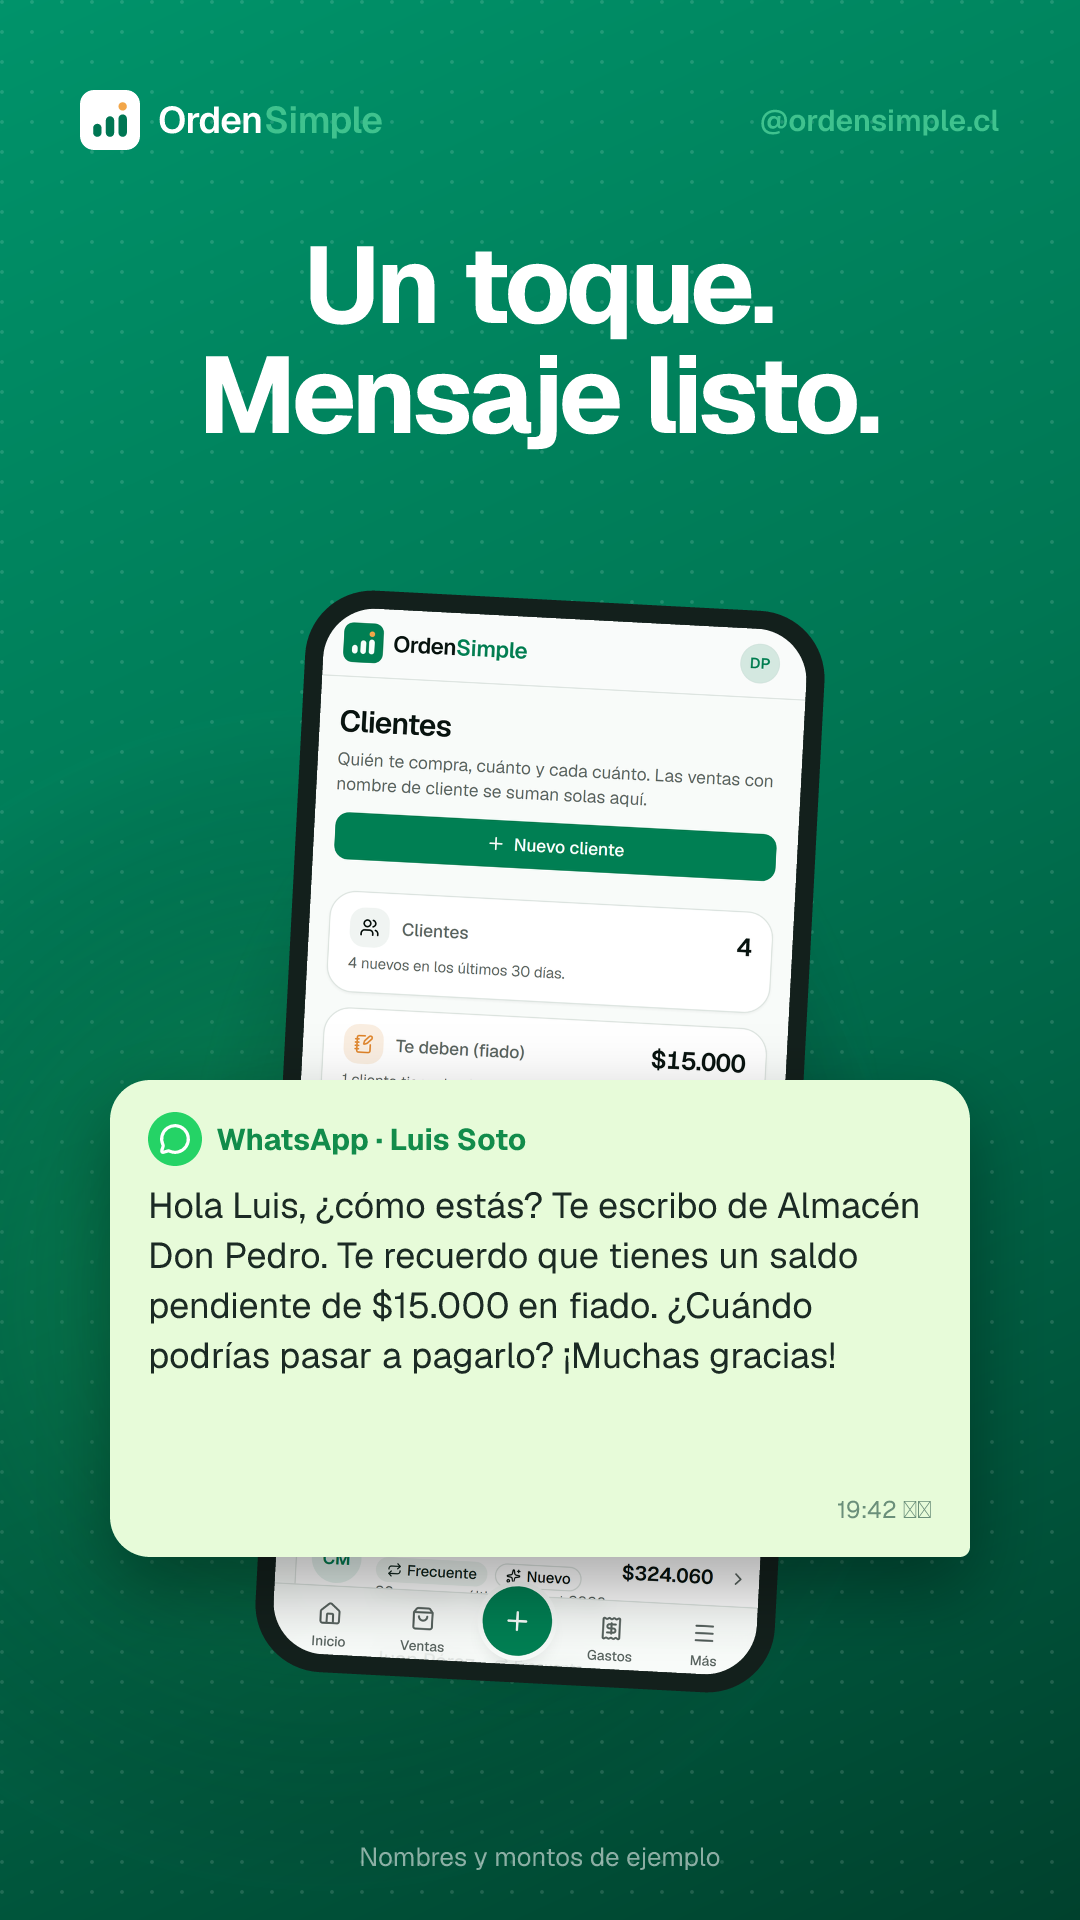 OrdenSimple
@ordensimple.cl
Un toque.
Mensaje listo.
OrdenSimple
DP
Clientes
Quién te compra, cuánto y cada cuánto. Las ventas con
nombre de cliente se suman solas aquí.
+ Nuevo cliente
Clientes
4
4 nuevos en los últimos 30 días.
Te deben (fiado)
$15.000
1 cliente
WhatsApp · Luis Soto
Hola Luis, ¿cómo estás? Te escribo de Almacén
Don Pedro. Te recuerdo que tienes un saldo
pendiente de $15.000 en fiado. ¿Cuándo
podrías pasar a pagarlo? ¡Muchas gracias!
19:42
CM
Frecuente
Nuevo
$324.060
Inicio
Ventas
Gastos
Más
Nombres y montos de ejemplo